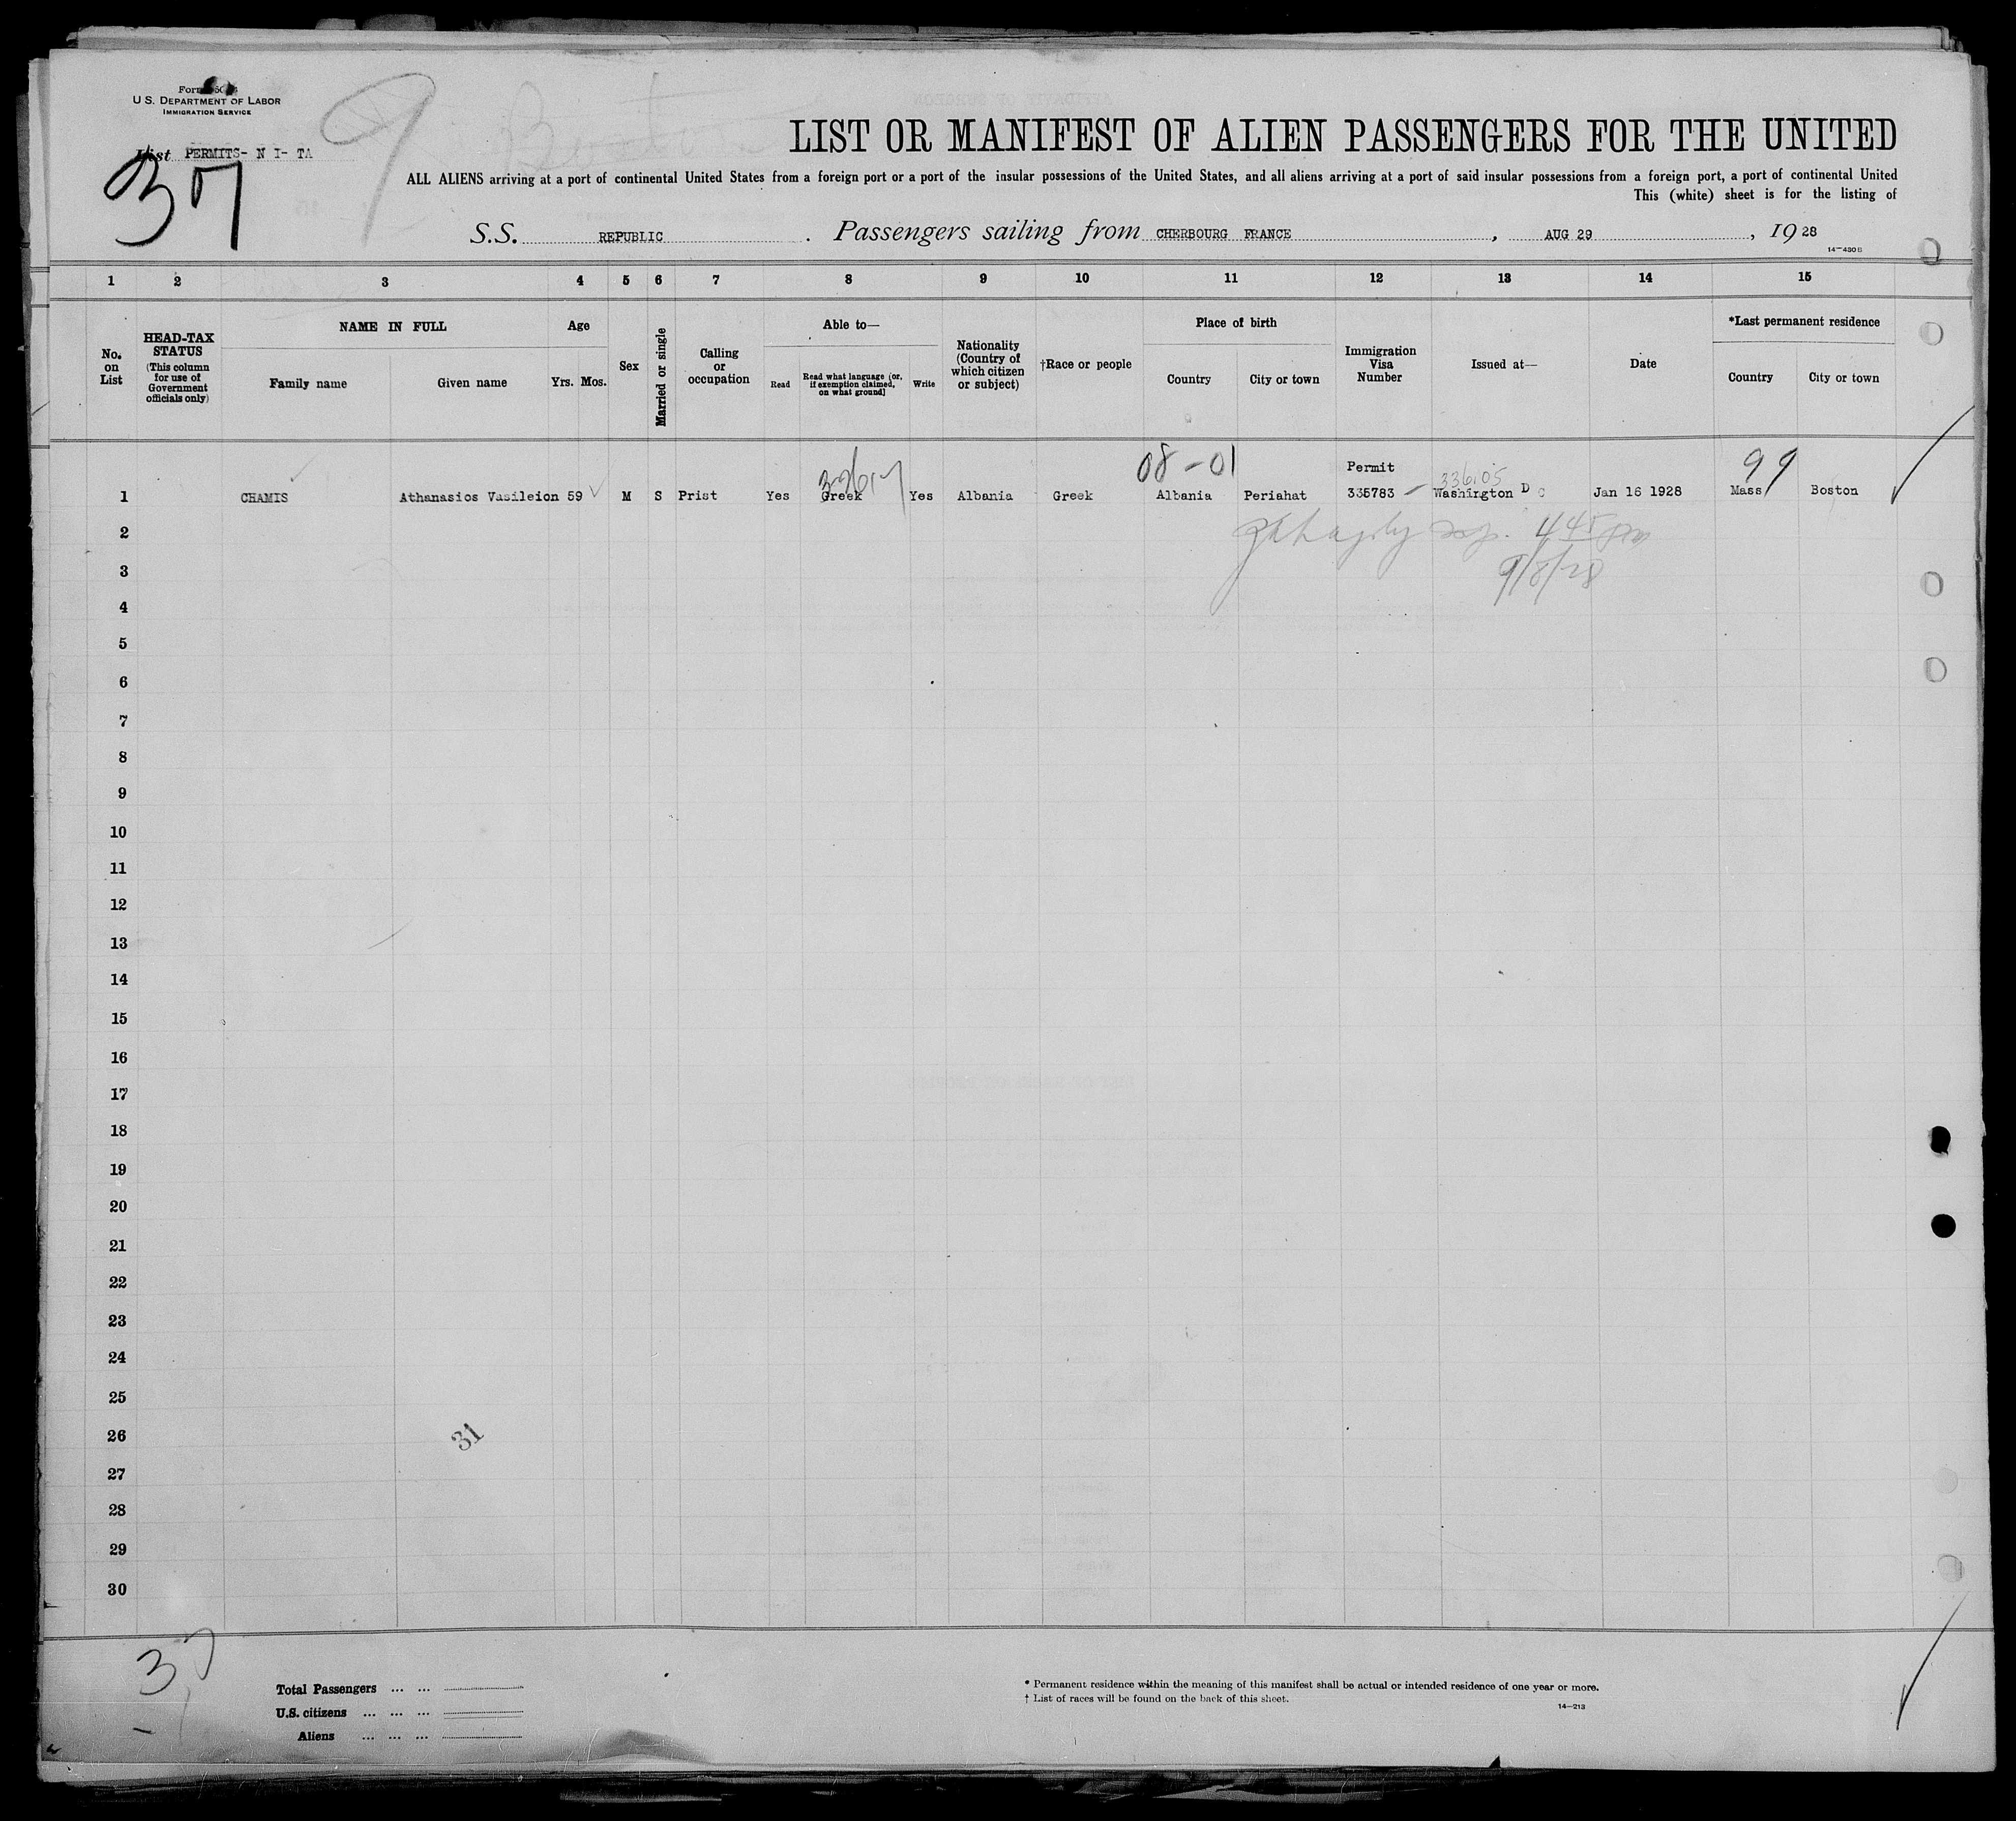 U.S. DEPARTMENT OF LABOR
IMMIGRATION SERVICE
List PERMITS- N I- TA
37
9
LIST OR MANIFEST OF ALIEN PASSENGERS FOR THE UNITED
ALL ALIENS arriving at a port of continental United States from a foreign port or a port of the insular possessions of the United States, and all aliens arriving at a port of said insular possessions from a foreign port, a port of continental United
This (white) sheet is for the listing of
S.S. REPUBLIC. Passengers sailing from CHERBOURG FRANCE, AUG 29, 1928
1 2 3 4 5 6 7 8 9 10 11 12 13 14 15
No. on List
HEAD-TAX STATUS (This column for use of Government officials only)
NAME IN FULL
Family name Given name
Age
Yrs. Mos.
Sex
Married or single
Calling or occupation
Able to—
Read
Read what language [or, if exemption claimed, on what ground]
Write
Nationality (Country of which citizen or subject)
†Race or people
Place of birth
Country City or town
Immigration Visa Number
Issued at—
Date
*Last permanent residence
Country City or town
08-01
Permit
33605
99
1 CHAMIS Athanasios Vasileion 59 M S Prist Yes Greek Yes Albania Greek Albania Periahat 335783 Washington D C Jan 16 1928 Mass Boston
2
4 45 pm
3
9/8/28
4
5
6
7
8
9
10
11
12
13
14
15
16
17
18
19
20
21
22
23
24
25
26
31
27
28
29
30
37
Total Passengers ... ...
U.S. citizens ... ... ...
Aliens ... ... ...
* Permanent residence within the meaning of this manifest shall be actual or intended residence of one year or more.
† List of races will be found on the back of this sheet.
14—213